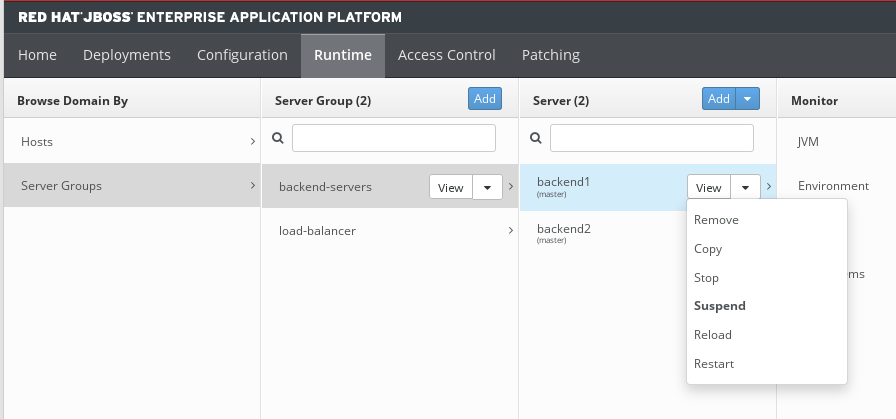 RED HAT® JBOSS® ENTERPRISE APPLICATION PLATFORM
Home Deployments Configuration Runtime Access Control Patching
Browse Domain By
Hosts
Server Groups
Server Group (2) Add
backend-servers View
load-balancer
Server (2) Add
backend1 View
(master)
backend2
(master)
Remove
Copy
Stop
Suspend
Reload
Restart
Monitor
JVM
Environment
ems